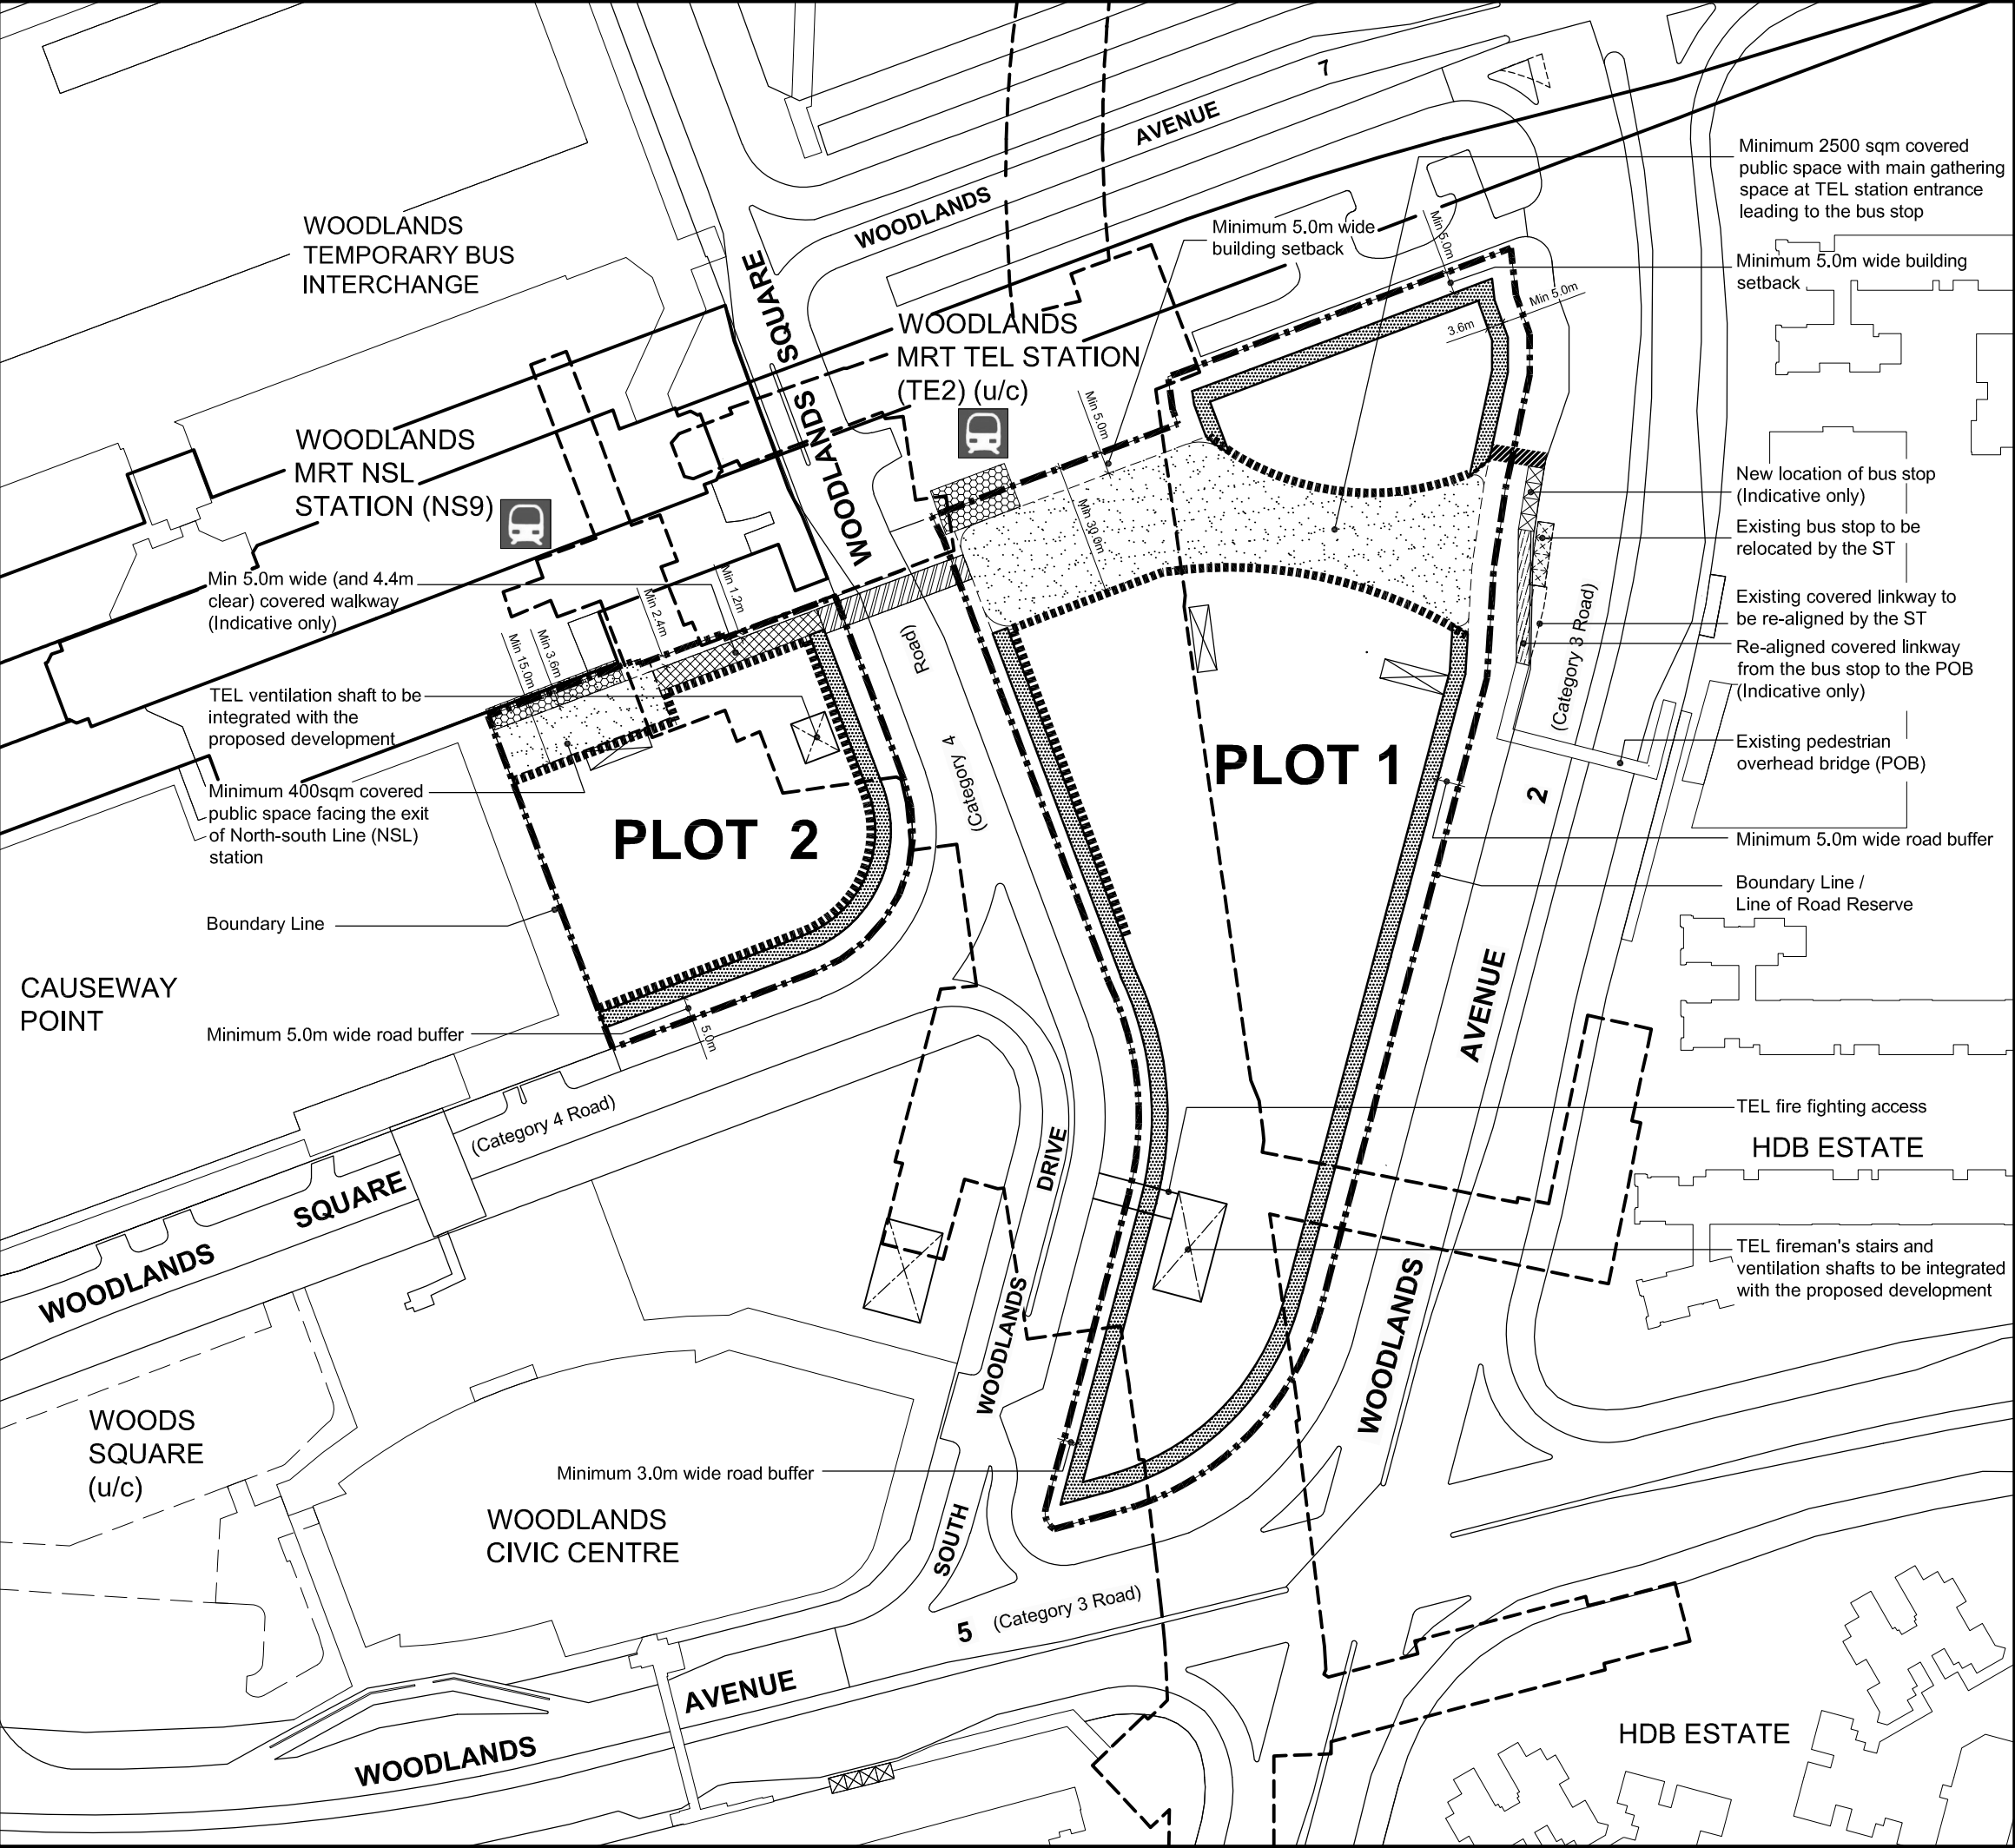 7
AVENUE
WOODLANDS
Minimum 2500 sqm covered
public space with main gathering
space at TEL station entrance
leading to the bus stop
WOODLANDS
TEMPORARY BUS
INTERCHANGE
Minimum 5.0m wide
building setback
Min 5.0m
Minimum 5.0m wide building
setback
Min 5.0m
3.6m
SQUARE
WOODLANDS
WOODLANDS
MRT TEL STATION
(TE2) (u/c)
Min 5.0m
WOODLANDS
MRT NSL
STATION (NS9)
Min 30.0m
New location of bus stop
(Indicative only)
Existing bus stop to be
relocated by the ST
Min 5.0m wide (and 4.4m
clear) covered walkway
(Indicative only)
Min 1.2m
Min 2.4m
Min 3.6m
Min 15.0m
Existing covered linkway to
be re-aligned by the ST
Re-aligned covered linkway
from the bus stop to the POB
(Indicative only)
(Category 3 Road)
Road)
(Category 4
TEL ventilation shaft to be
integrated with the
proposed development
Existing pedestrian
overhead bridge (POB)
PLOT 1
2
Minimum 400sqm covered
public space facing the exit
of North-south Line (NSL)
station
PLOT 2
Minimum 5.0m wide road buffer
Boundary Line /
Line of Road Reserve
Boundary Line
CAUSEWAY
POINT
AVENUE
Minimum 5.0m wide road buffer
5.0m
(Category 4 Road)
TEL fire fighting access
HDB ESTATE
DRIVE
SQUARE
WOODLANDS
TEL fireman's stairs and
ventilation shafts to be integrated
with the proposed development
WOODLANDS
WOODLANDS
WOODS
SQUARE
(u/c)
Minimum 3.0m wide road buffer
WOODLANDS
CIVIC CENTRE
SOUTH
5
(Category 3 Road)
AVENUE
WOODLANDS
HDB ESTATE